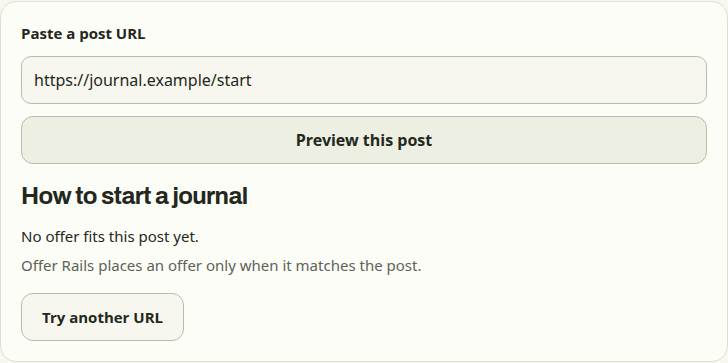 Paste a post URL
https://journal.example/start
Preview this post
How to start a journal
No offer fits this post yet.
Offer Rails places an offer only when it matches the post.
Try another URL